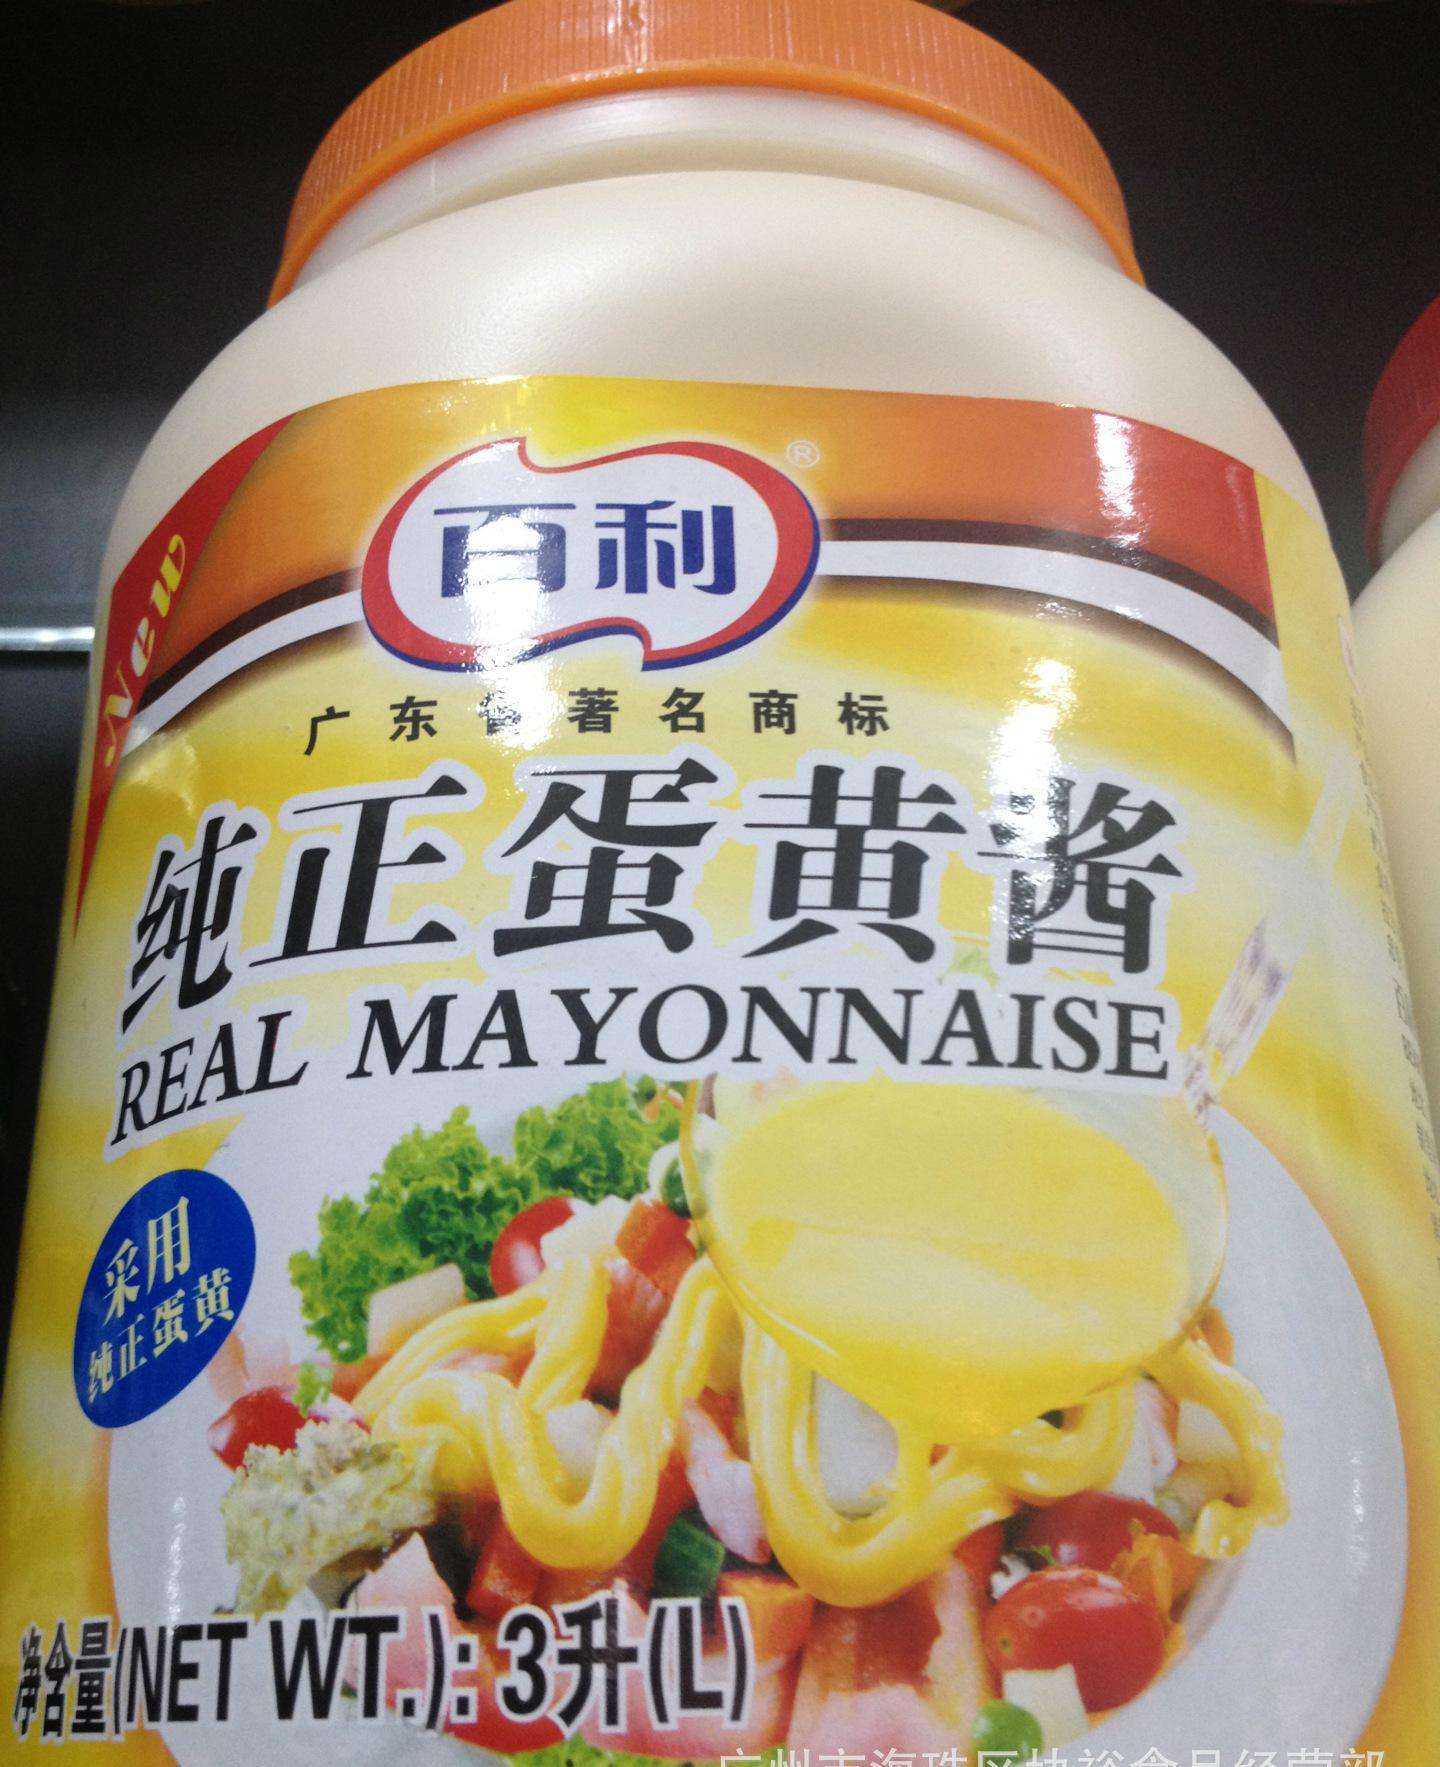 百利®
New
广东省著名商标
纯正蛋黄酱
REAL MAYONNAISE
采用
纯正蛋黄
净含量(NET WT.): 3升(L)